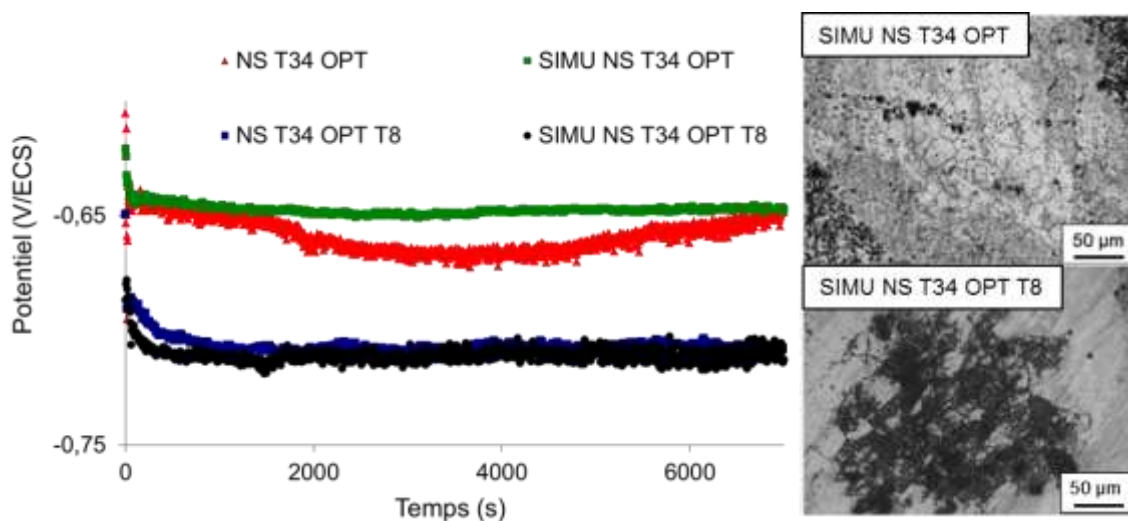 NS T34 OPT
SIMU NS T34 OPT
NS T34 OPT T8
SIMU NS T34 OPT T8
Potentiel (V/ECS)
-0,65
-0,75
0
2000
4000
6000
Temps (s)
SIMU NS T34 OPT
50 µm
SIMU NS T34 OPT T8
50 µm